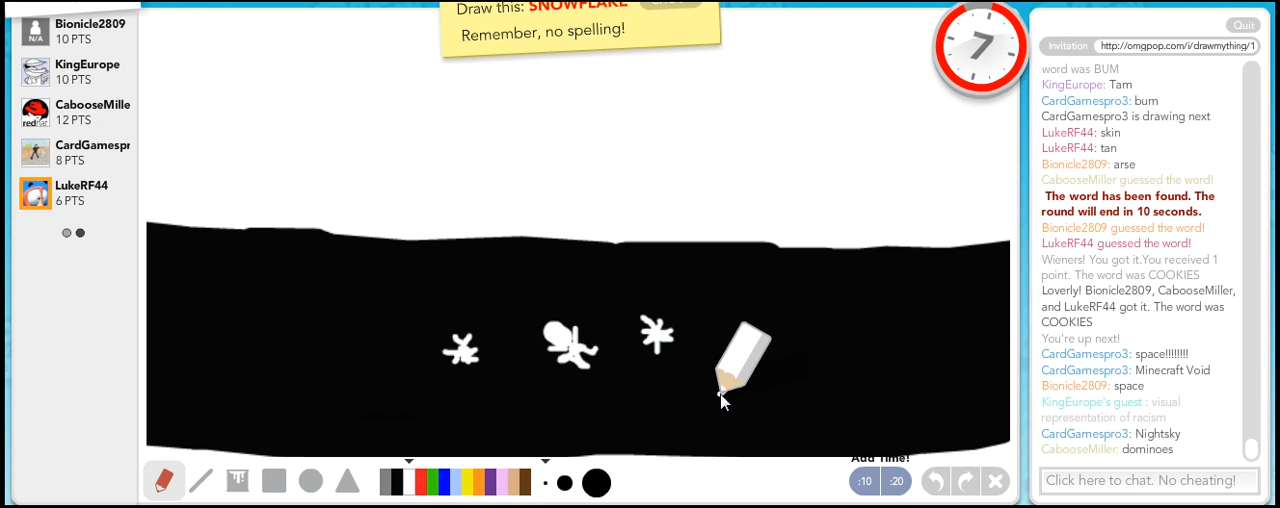 Bionicle2809
10 PTS
N/A
KingEurope
10 PTS
CabooseMille
12 PTS
redhat
CardGamespr
8 PTS
LukeRF44
6 PTS
Draw this: SNOWFLAKE
Remember, no spelling!
7
Add Time!
:10
:20
Quit
Invitation http://omgpop.com/i/drawmything/1
word was BUM
KingEurope: Tam
CardGamespro3: bum
CardGamespro3 is drawing next
LukeRF44: skin
LukeRF44: tan
Bionicle2809: arse
CabooseMiller guessed the word!
The word has been found. The
round will end in 10 seconds.
Bionicle2809 guessed the word!
LukeRF44 guessed the word!
Wieners! You got it.You received 1
point. The word was COOKIES
Loverly! Bionicle2809, CabooseMiller,
and LukeRF44 got it. The word was
COOKIES
You're up next!
CardGamespro3: space!!!!!!!!
CardGamespro3: Minecraft Void
Bionicle2809: space
KingEurope's guest : visual
representation of racism
CardGamespro3: Nightsky
CabooseMiller: dominoes
Click here to chat. No cheating!